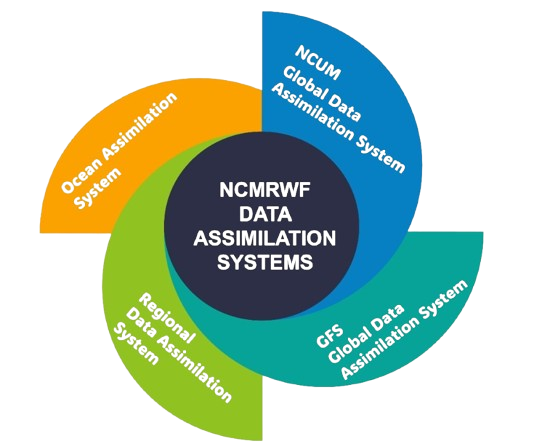 NCUM
Global Data
Assimilation System
Ocean Assimilation
System
NCMRWF
DATA
ASSIMILATION
SYSTEMS
Regional
Data Assimilation
System
GFS
Global Data
Assimilation System